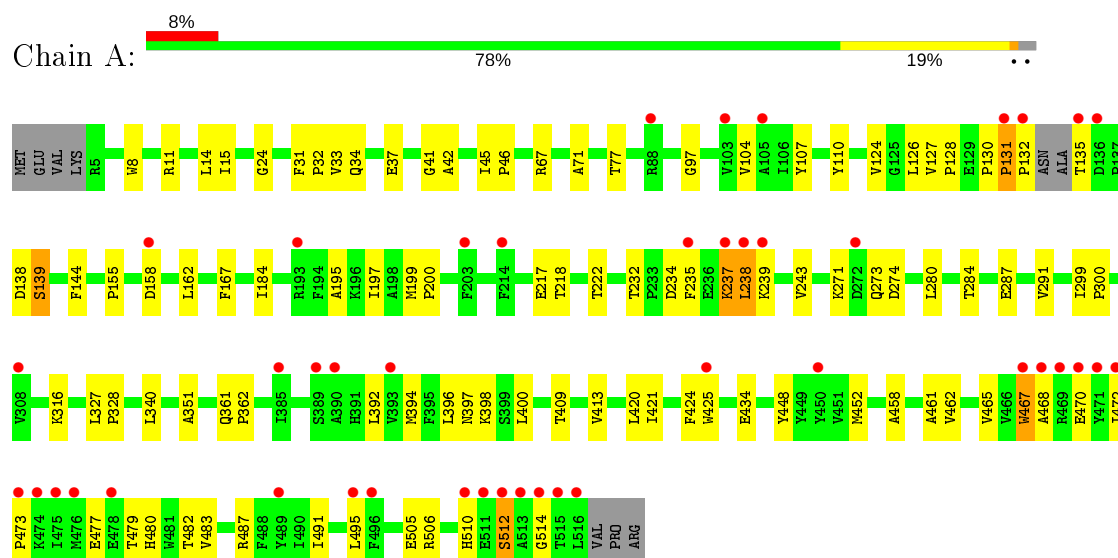 8%
Chain A:
78% 19% • •
MET GLU VAL LYS R5 W8 R11 L14 I15 G24 F31 P32 V33 Q34 E37 G41 A42 I45 P46 R67 A71 T77 R88 G97 V103 V104 A105 I106 Y107 Y110 V124 G125 L126 V127 P128 E129 P130 P131 P132 ASN ALA T135 D136 P137
D138 S139 F144 P155 D158 L162 F167 I184 R193 F194 A195 K196 I197 A198 M199 P200 F203 F214 E217 T218 T222 T232 P233 D234 F235 E236 K237 L238 K239 V243 K271 D272 Q273 D274 L280 T284 E287 V291 I299 P300
V308 K316 L327 P328 L340 A351 Q361 P362 I385 S389 A390 H391 L392 V393 M394 F395 L396 N397 K398 S399 L400 T409 V413 L420 I421 F424 W425 E434 Y448 Y449 Y450 V451 M452 A458 A461 V462 V465 V466 W467 A468 R469 E470 Y471 I472
P473 K474 I475 M476 E477 E478 T479 H480 W481 T482 V483 R487 F488 Y489 I490 I491 L495 F496 E505 R506 H510 E511 S512 A513 G514 T515 L516 VAL PRO ARG